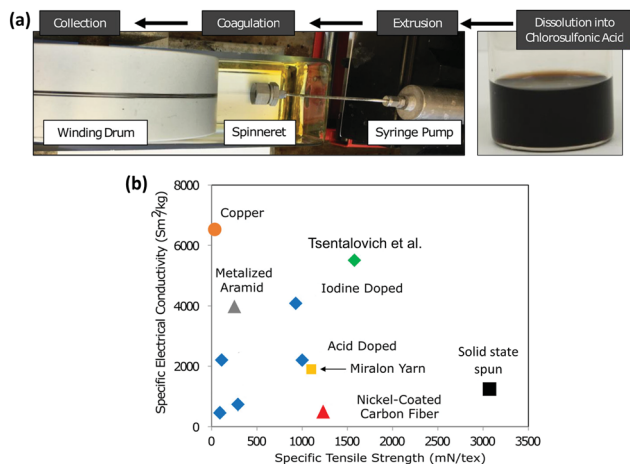 (a)
Collection
Coagulation
Extrusion
Dissolution into
Chlorosulfonic Acid
Winding Drum
Spinneret
Syringe Pump
(b)
Specific Electrical Conductivity (Sm²/kg)
8000
6000
4000
2000
0
Copper
Tsentalovich et al.
Metalized
Aramid
Iodine Doped
Acid Doped
Miralon Yarn
Solid state
spun
Nickel-Coated
Carbon Fiber
0
500
1000
1500
2000
2500
3000
3500
Specific Tensile Strength (mN/tex)